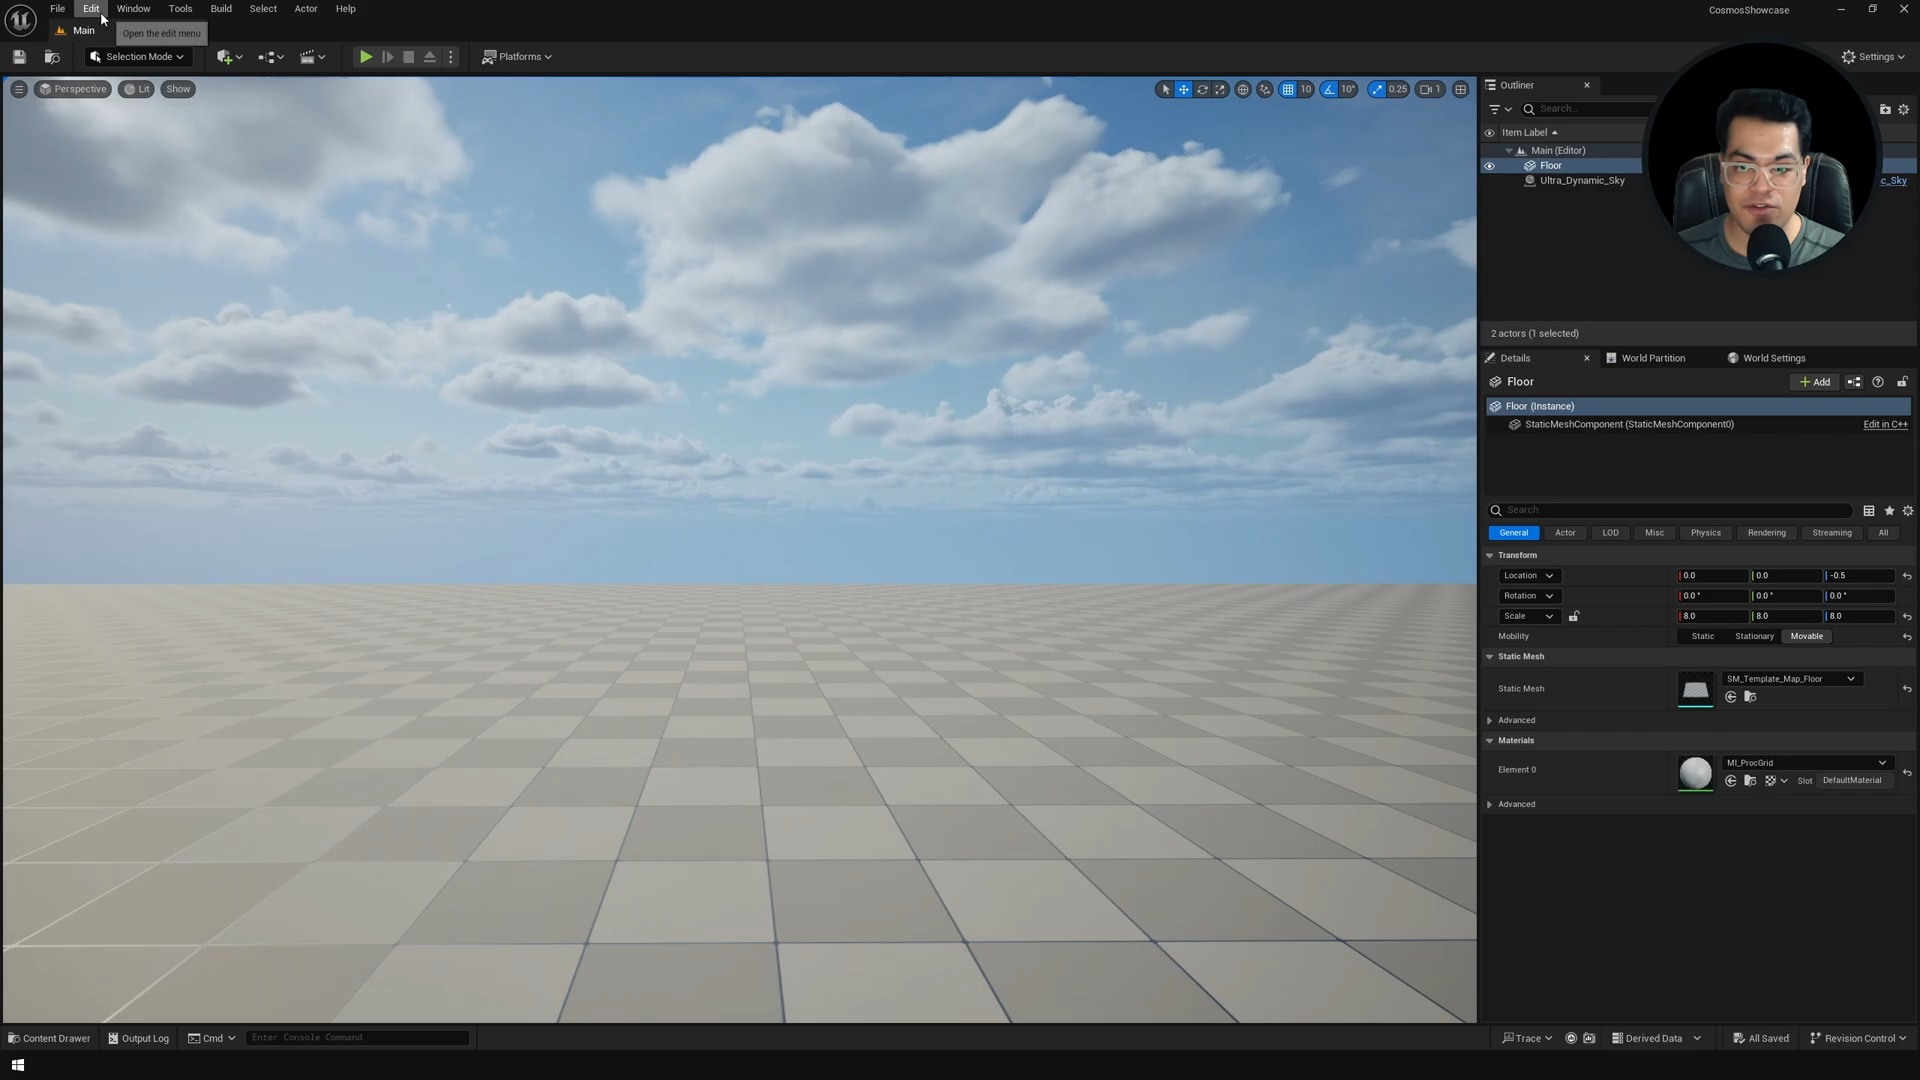 File Edit Window Tools Build Select Actor Help
CosmosShowcase
Main
Open the edit menu
Selection Mode
Platforms
Settings
Perspective
Lit
Show
10
10°
0.25
1
Outliner
Search...
Item Label
Main (Editor)
Floor
Ultra_Dynamic_Sky
c_Sky
2 actors (1 selected)
Details
World Partition
World Settings
Floor
Add
Floor (Instance)
StaticMeshComponent (StaticMeshComponent0)
Edit in C++
Search
General
Actor
LOD
Misc
Physics
Rendering
Streaming
All
Transform
Location
0.0
0.0
-0.5
Rotation
0.0 °
0.0 °
0.0 °
Scale
8.0
8.0
8.0
Mobility
Static
Stationary
Movable
Static Mesh
Static Mesh
SM_Template_Map_Floor
Advanced
Materials
Element 0
MI_ProcGrid
Slot
DefaultMaterial
Advanced
Content Drawer
Output Log
Cmd
Enter Console Command
Trace
Derived Data
All Saved
Revision Control